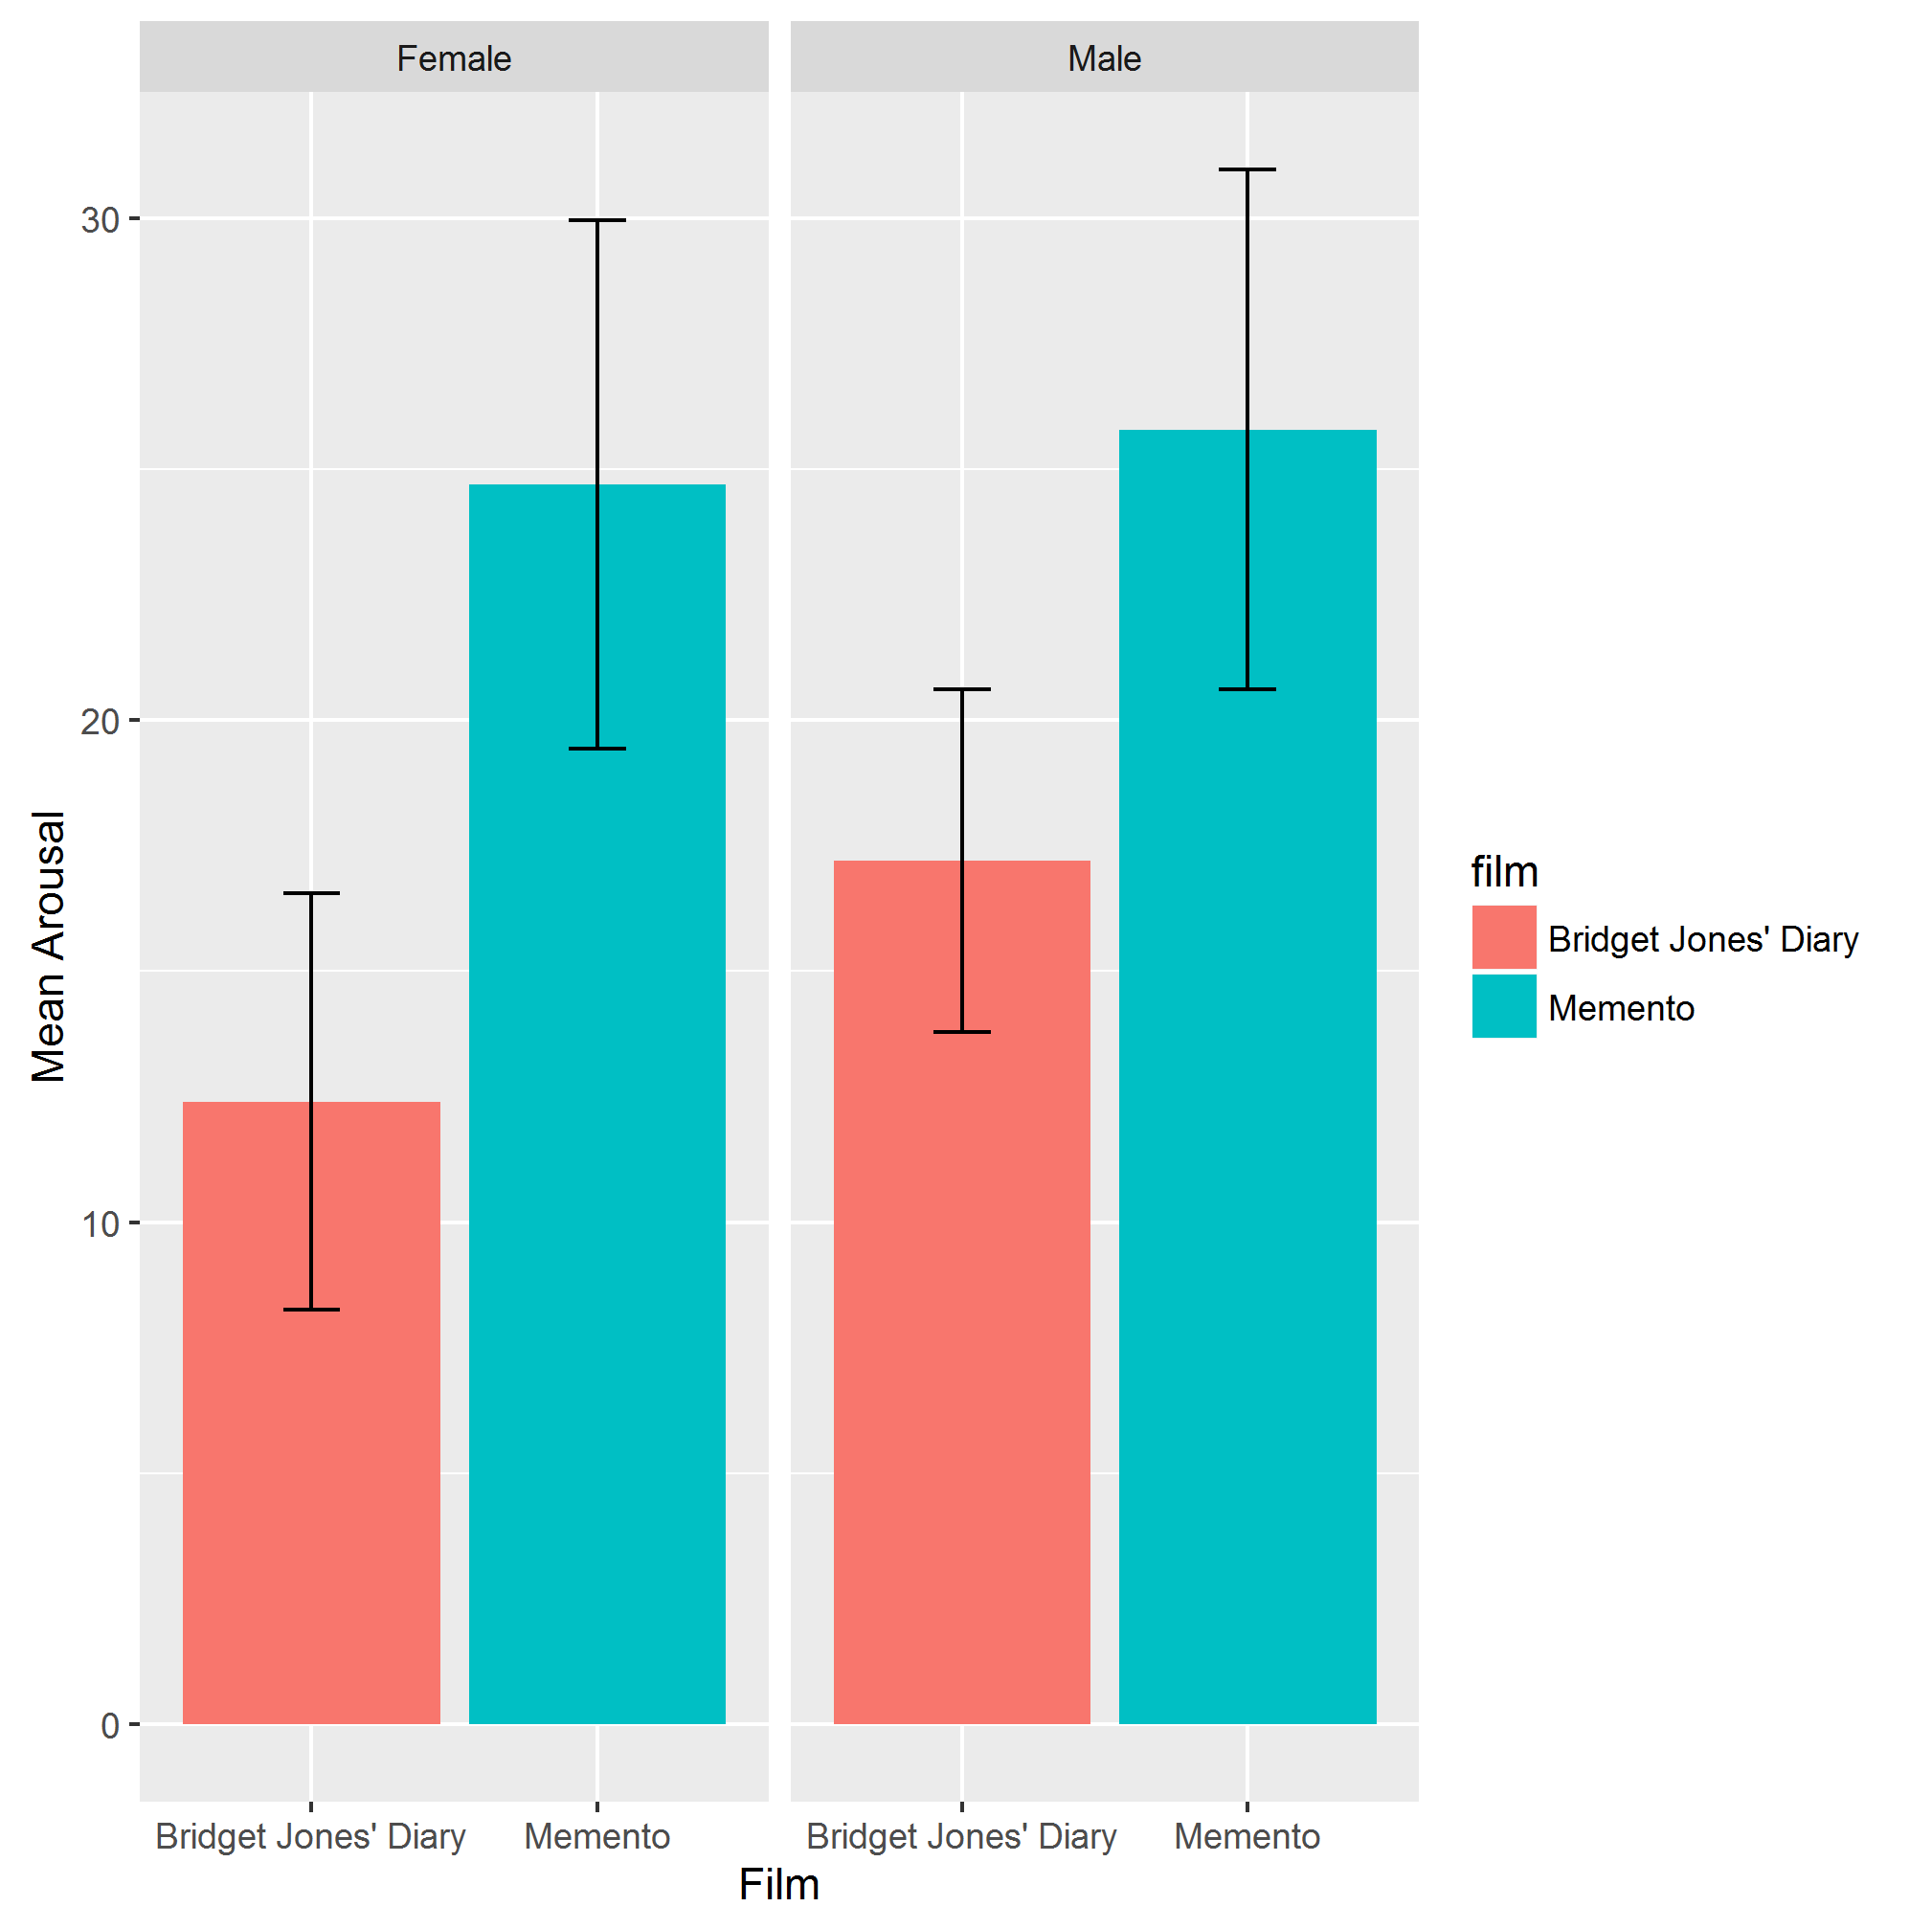 Female
Male
30
20
10
0
Mean Arousal
Bridget Jones' Diary
Memento
Bridget Jones' Diary
Memento
Film
film
Bridget Jones' Diary
Memento